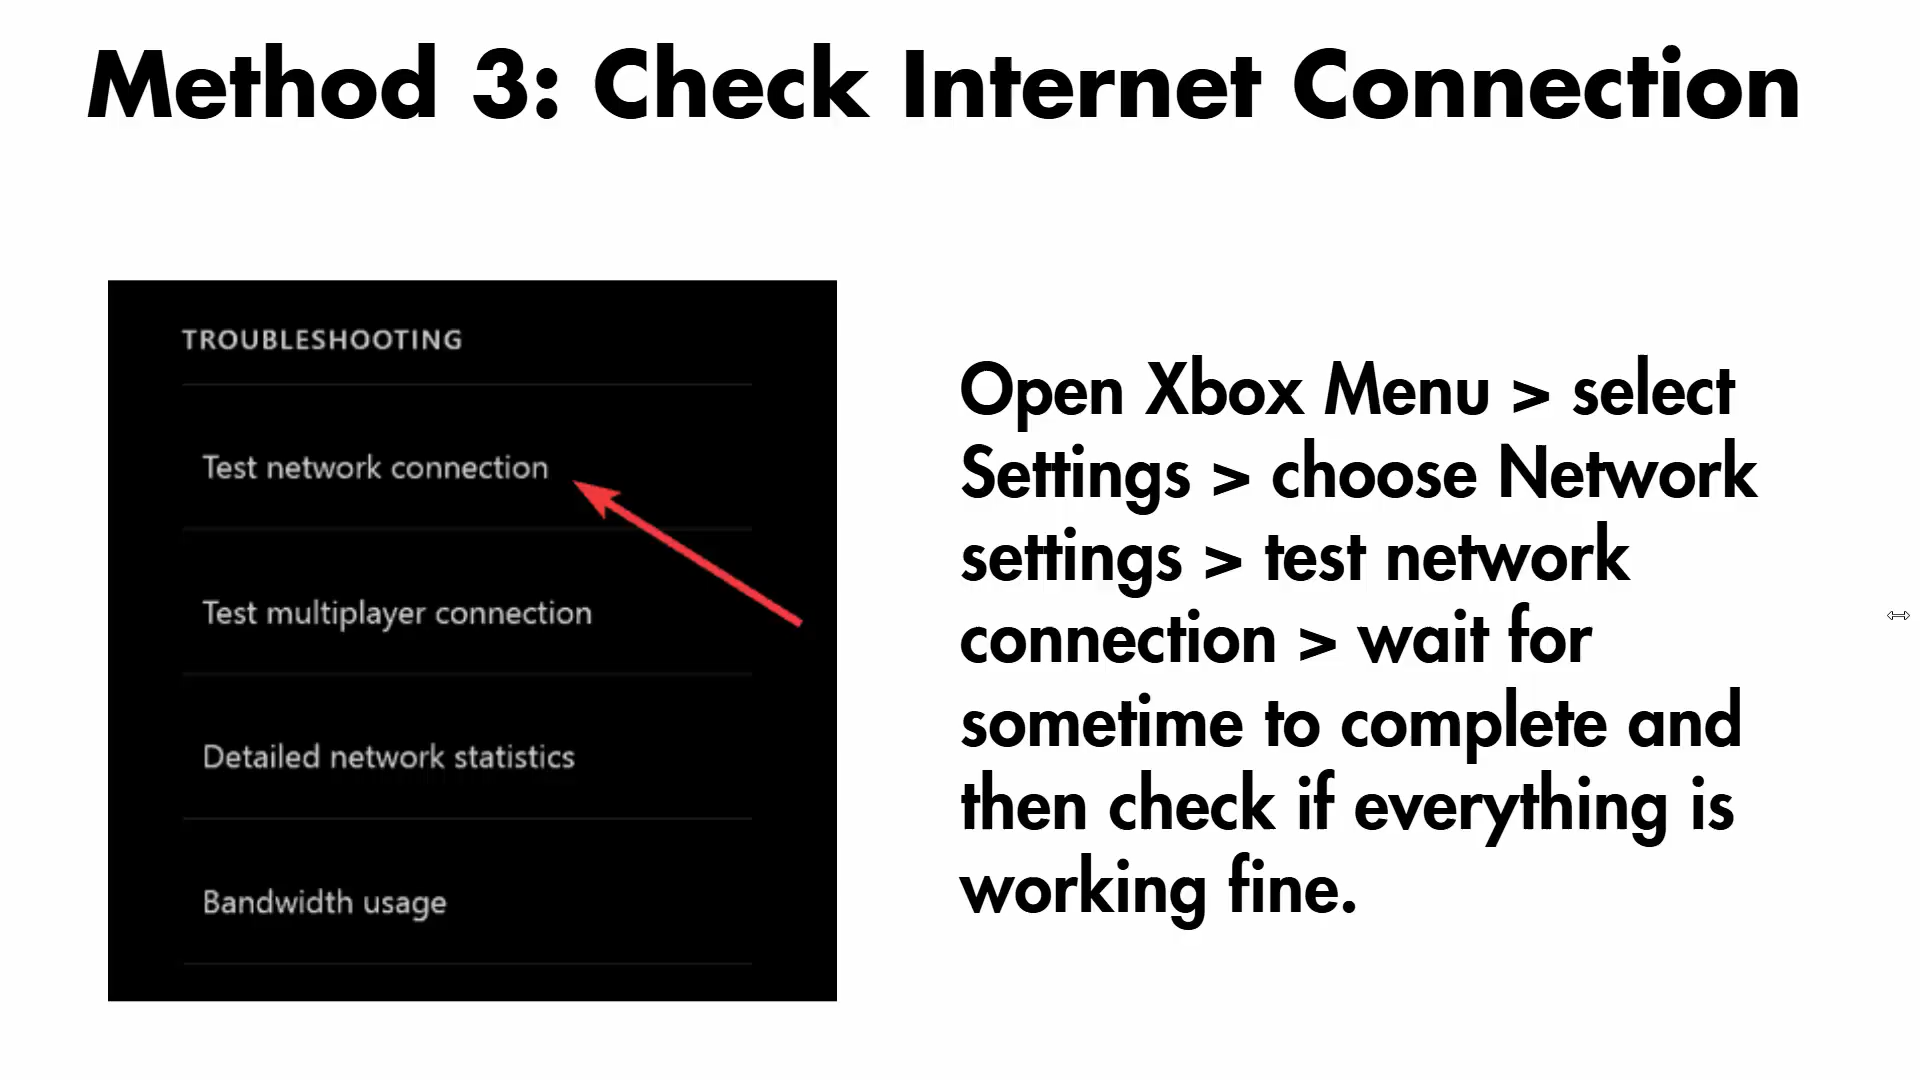 Method 3: Check Internet Connection
TROUBLESHOOTING
Test network connection
Test multiplayer connection
Detailed network statistics
Bandwidth usage
Open Xbox Menu > select
Settings > choose Network
settings > test network
connection > wait for
sometime to complete and
then check if everything is
working fine.